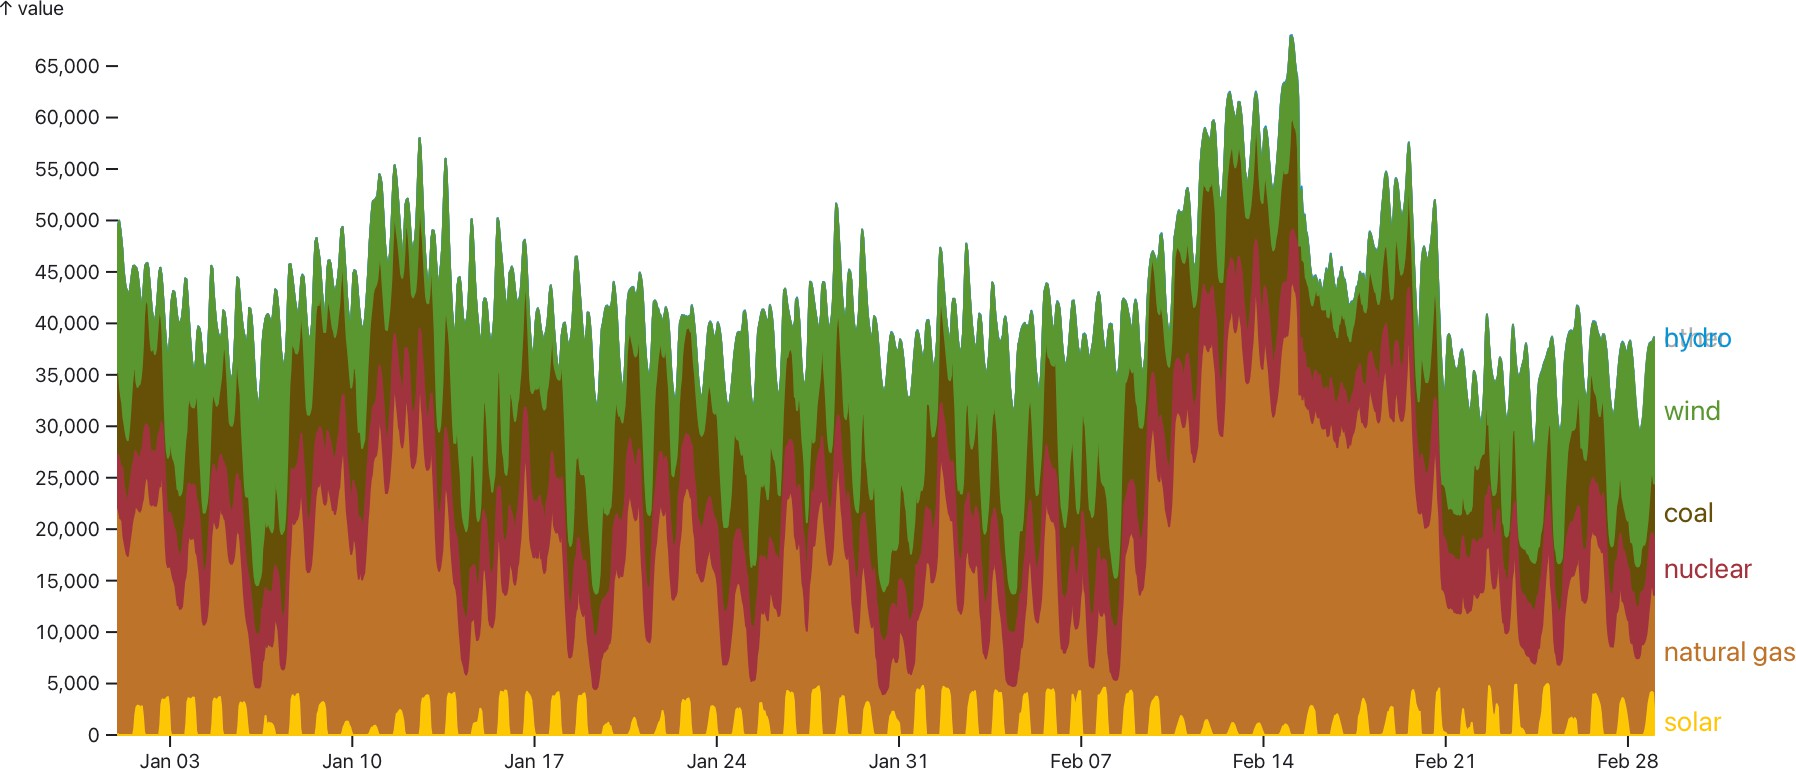 ↑ value
65,000
60,000
55,000
50,000
45,000
40,000
35,000
30,000
25,000
20,000
15,000
10,000
5,000
0
hydro
wind
coal
nuclear
natural gas
solar
Jan 03
Jan 10
Jan 17
Jan 24
Jan 31
Feb 07
Feb 14
Feb 21
Feb 28